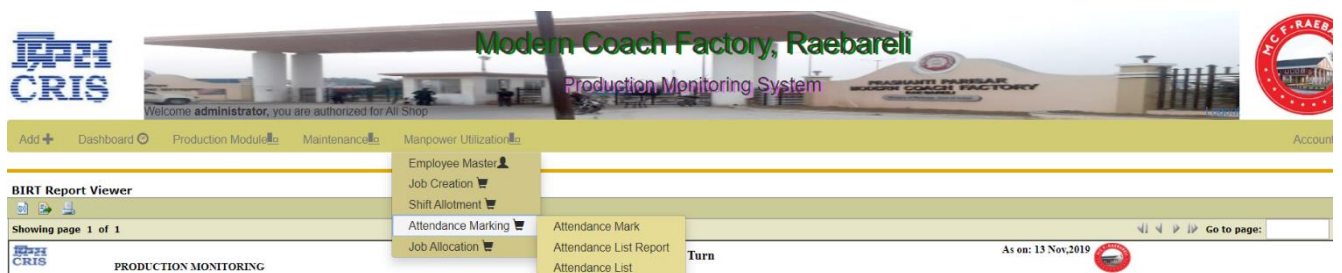 क्रिस
CRIS
Modern Coach Factory, Raebareli
Production Monitoring System
PRASHANTI PARISAR
MODERN COACH FACTORY
Welcome administrator, you are authorized for All Shop
Add Dashboard Production Module Maintenance Manpower Utilization Account
Employee Master
Job Creation
Shift Allotment
Attendance Marking
Job Allocation
Attendance Mark
Attendance List Report
Attendance List
BIRT Report Viewer
Showing page 1 of 1
Go to page:
CRIS
PRODUCTION MONITORING
Turn
As on: 13 Nov,2019